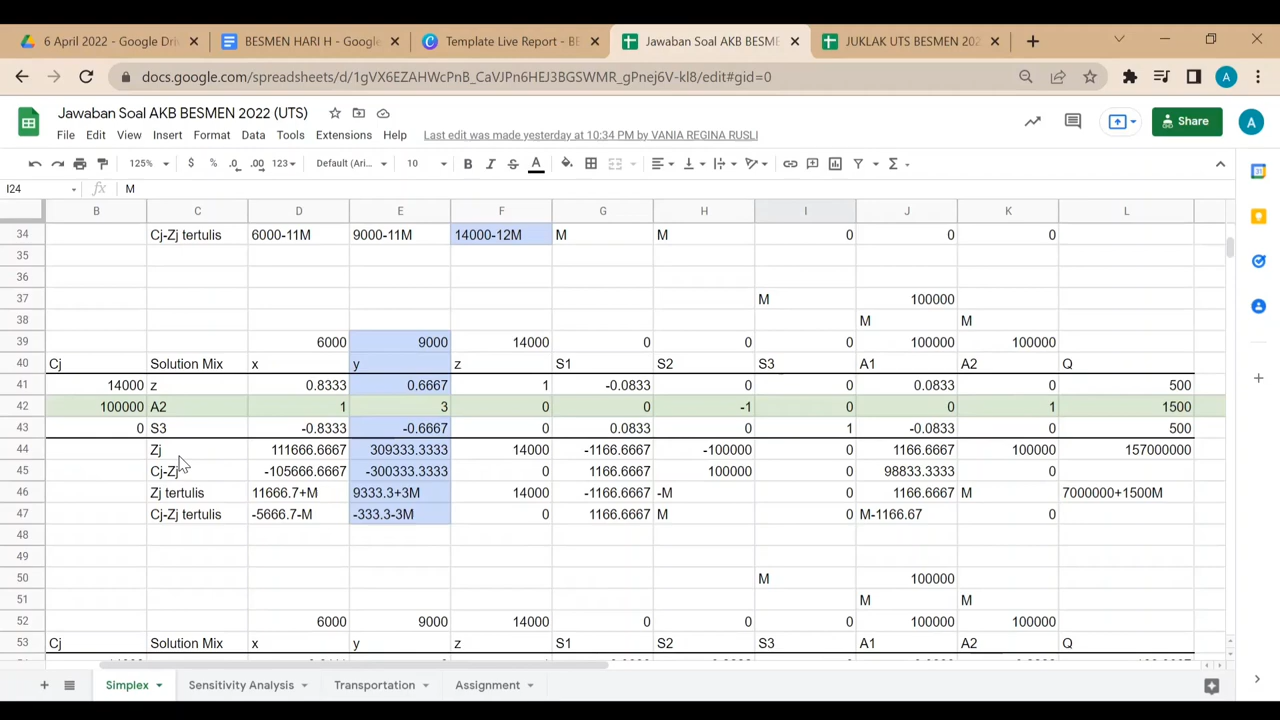 6 April 2022 - Google Dri
BESMEN HARI H - Google
Template Live Report - BE
Jawaban Soal AKB BESME
JUKLAK UTS BESMEN 202
docs.google.com/spreadsheets/d/1gVX6EZAHWcPnB_CaVJPn6HEJ3BGSWMR_gPnej6V-kI8/edit#gid=0
A
Jawaban Soal AKB BESMEN 2022 (UTS)
File Edit View Insert Format Data Tools Extensions Help Last edit was made yesterday at 10:34 PM by VANIA REGINA RUSLI
Share
A
125% $ % .0 .00 123 Default (Ari... 10 B I S A
I24 fx M
B C D E F G H I J K L
34 Cj-Zj tertulis 6000-11M 9000-11M 14000-12M M M 0 0 0
35
36
37 M 100000
38 M M
39 6000 9000 14000 0 0 0 100000 100000
40 Cj Solution Mix x y z S1 S2 S3 A1 A2 Q
41 14000 z 0.8333 0.6667 1 -0.0833 0 0 0.0833 0 500
42 100000 A2 1 3 0 0 -1 0 0 1 1500
43 0 S3 -0.8333 -0.6667 0 0.0833 0 1 -0.0833 0 500
44 Zj 111666.6667 309333.3333 14000 -1166.6667 -100000 0 1166.6667 100000 157000000
45 Cj-Zj -105666.6667 -300333.3333 0 1166.6667 100000 0 98833.3333 0
46 Zj tertulis 11666.7+M 9333.3+3M 14000 -1166.6667 -M 0 1166.6667 M 7000000+1500M
47 Cj-Zj tertulis -5666.7-M -333.3-3M 0 1166.6667 M 0 M-1166.67 0
48
49
50 M 100000
51 M M
52 6000 9000 14000 0 0 0 100000 100000
53 Cj Solution Mix x y z S1 S2 S3 A1 A2 Q
Simplex Sensitivity Analysis Transportation Assignment